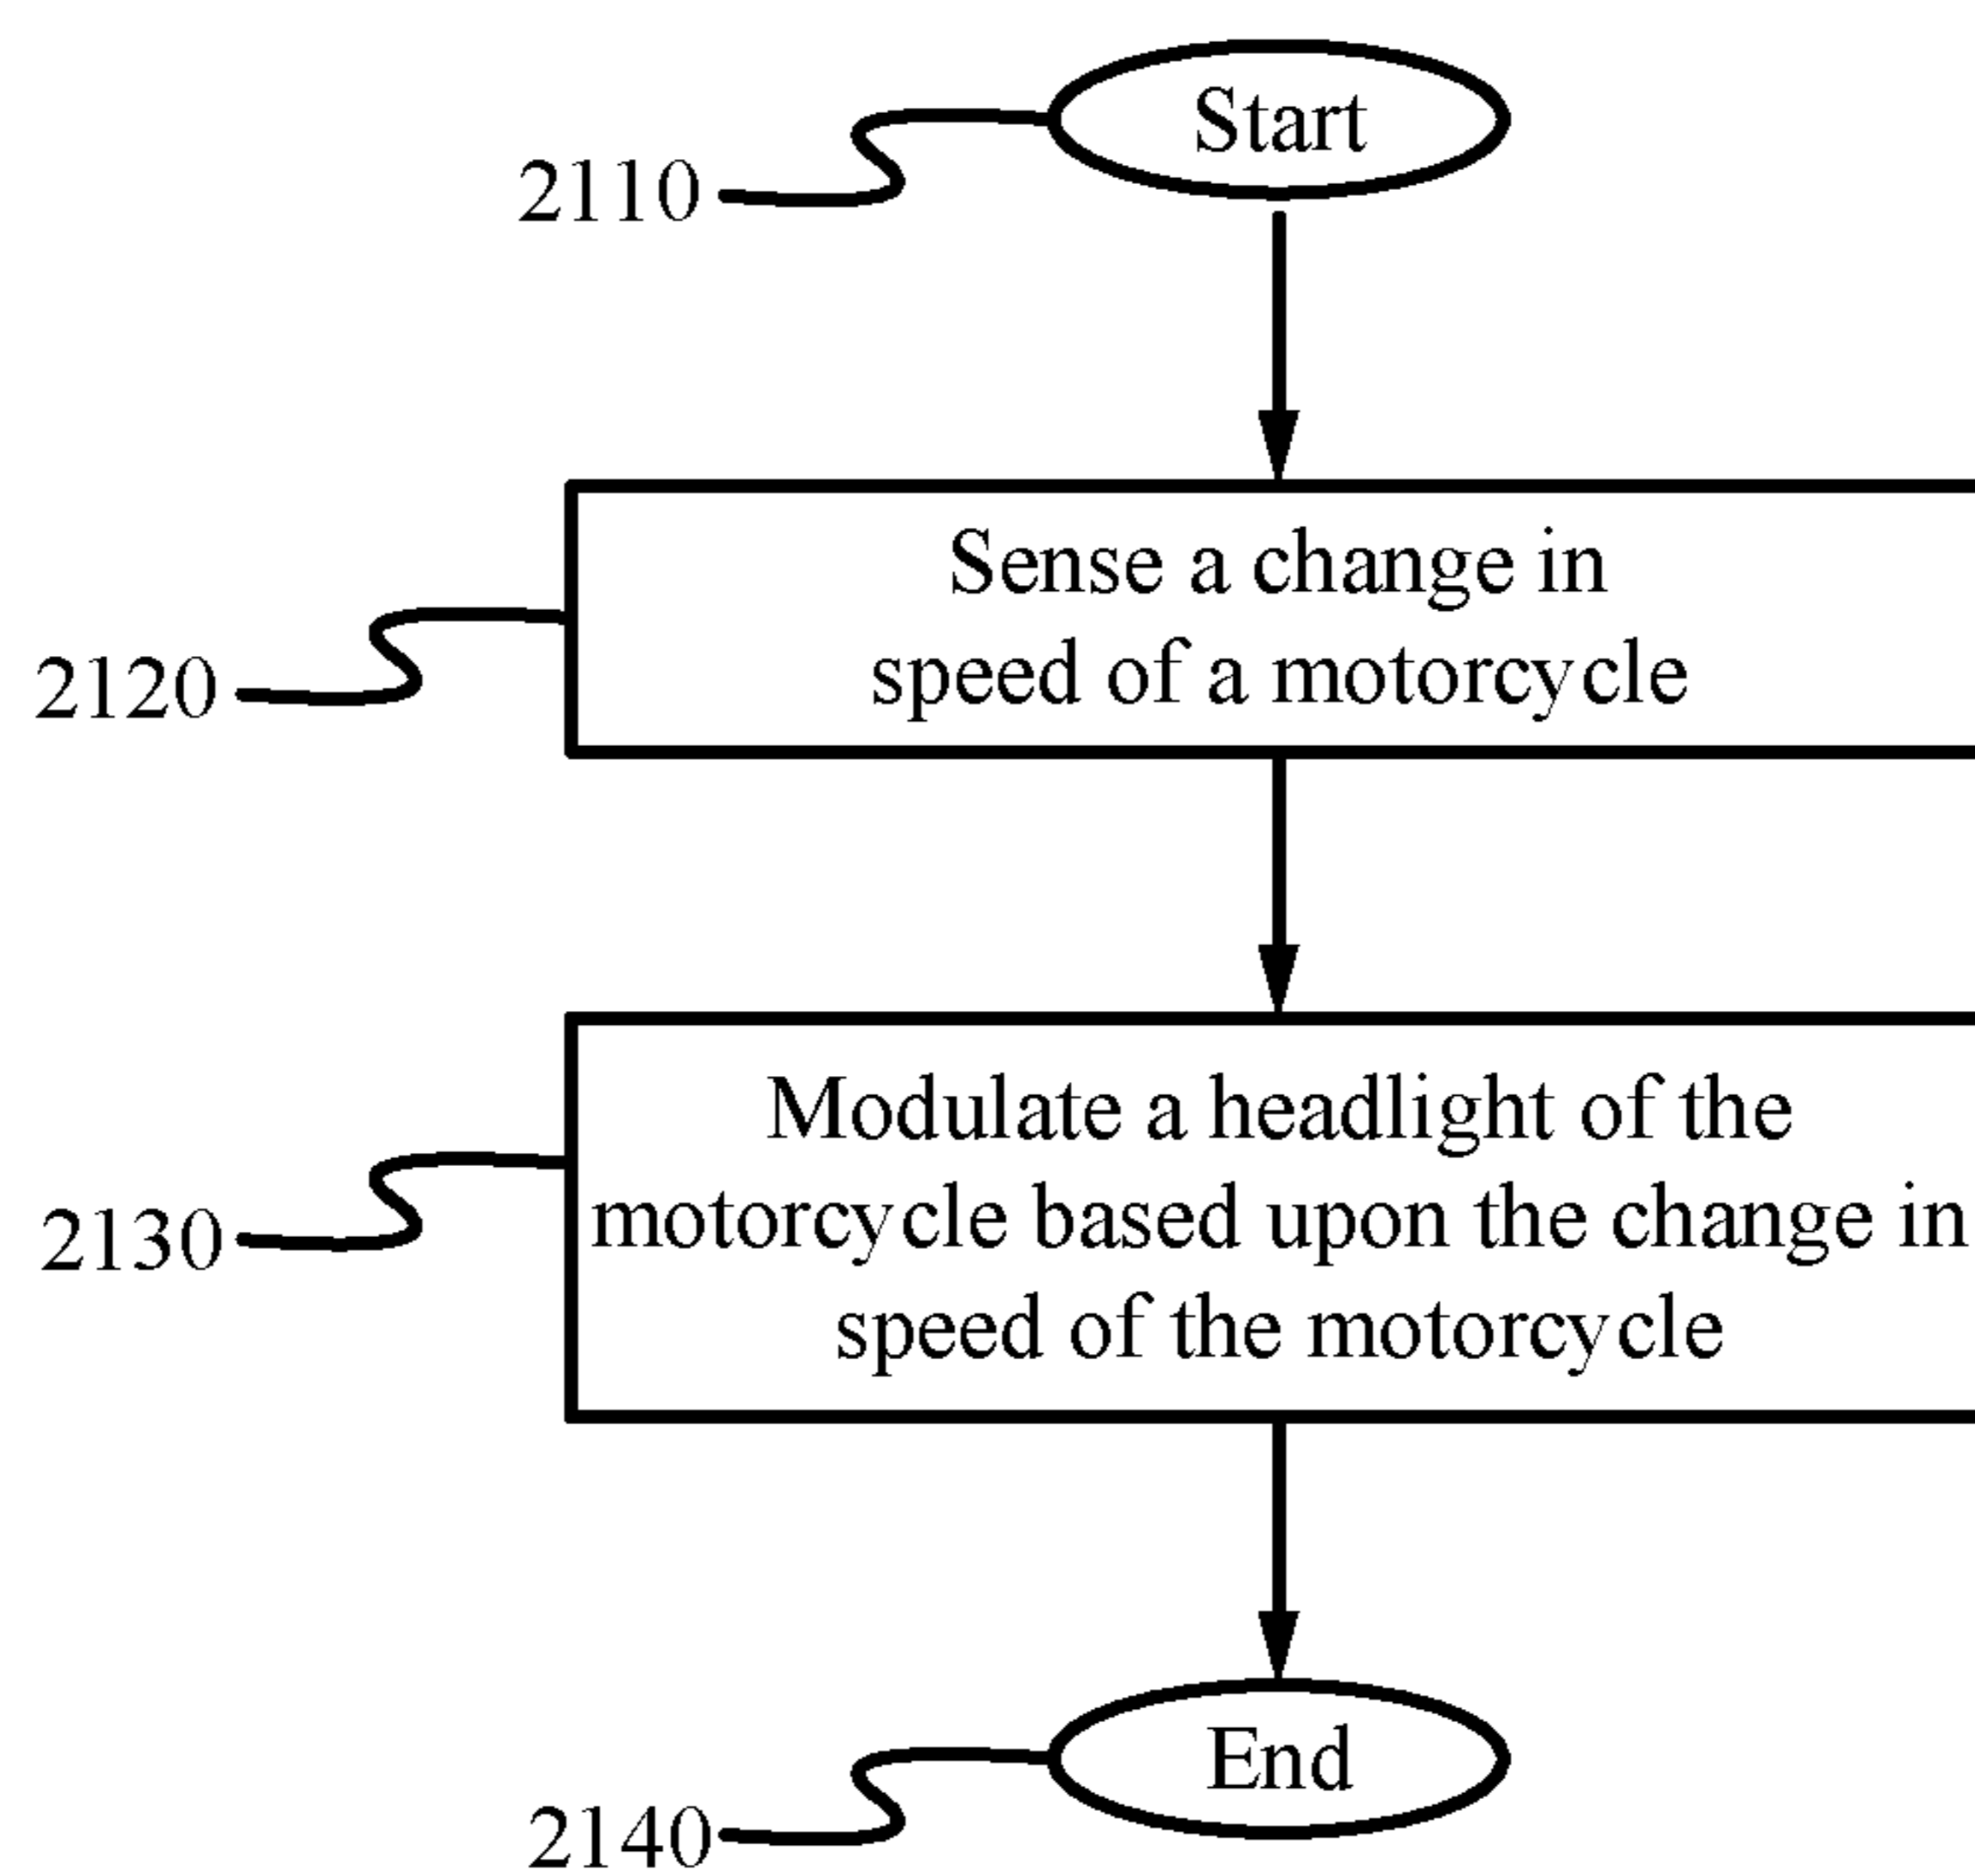 Start
2110
Sense a change in
speed of a motorcycle
2120
Modulate a headlight of the
motorcycle based upon the change in
speed of the motorcycle
2130
End
2140